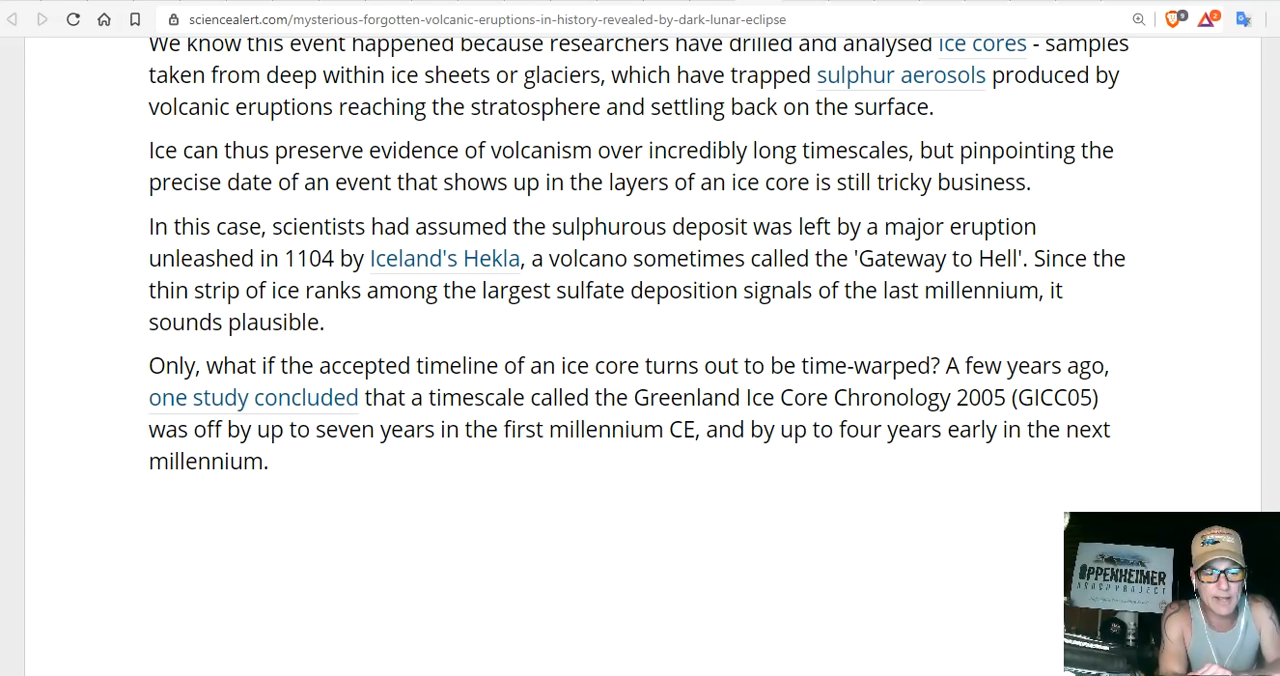 sciencealert.com/mysterious-forgotten-volcanic-eruptions-in-history-revealed-by-dark-lunar-eclipse
9
2
We know this event happened because researchers have drilled and analysed ice cores - samples
taken from deep within ice sheets or glaciers, which have trapped sulphur aerosols produced by
volcanic eruptions reaching the stratosphere and settling back on the surface.
Ice can thus preserve evidence of volcanism over incredibly long timescales, but pinpointing the
precise date of an event that shows up in the layers of an ice core is still tricky business.
In this case, scientists had assumed the sulphurous deposit was left by a major eruption
unleashed in 1104 by Iceland's Hekla, a volcano sometimes called the 'Gateway to Hell'. Since the
thin strip of ice ranks among the largest sulfate deposition signals of the last millennium, it
sounds plausible.
Only, what if the accepted timeline of an ice core turns out to be time-warped? A few years ago,
one study concluded that a timescale called the Greenland Ice Core Chronology 2005 (GICC05)
was off by up to seven years in the first millennium CE, and by up to four years early in the next
millennium.
OPPENHEIMER
RANCH PROJECT